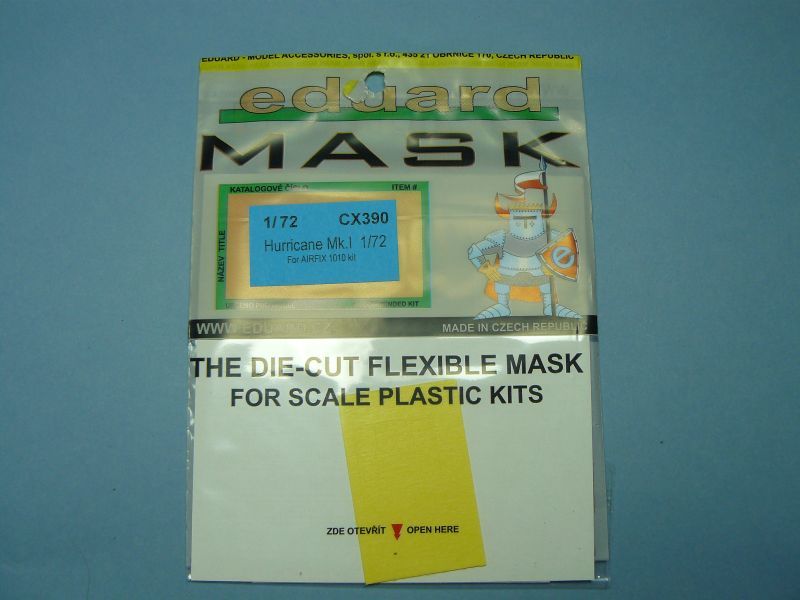 EDUARD - MODEL ACCESSORIES, spol. s r.o., 435 21 OBRNICE 170, CZECH REPUBLIC
eduard
MASK
KATALOGOVÉ ČÍSLO ITEM #
1/72 CX390
Hurricane Mk.I 1/72
For AIRFIX 1010 kit
NÁZEV TITLE
e
WWW.EDUARD.CZ MADE IN CZECH REPUBLIC
THE DIE-CUT FLEXIBLE MASK
FOR SCALE PLASTIC KITS
ZDE OTEVŘÍT OPEN HERE